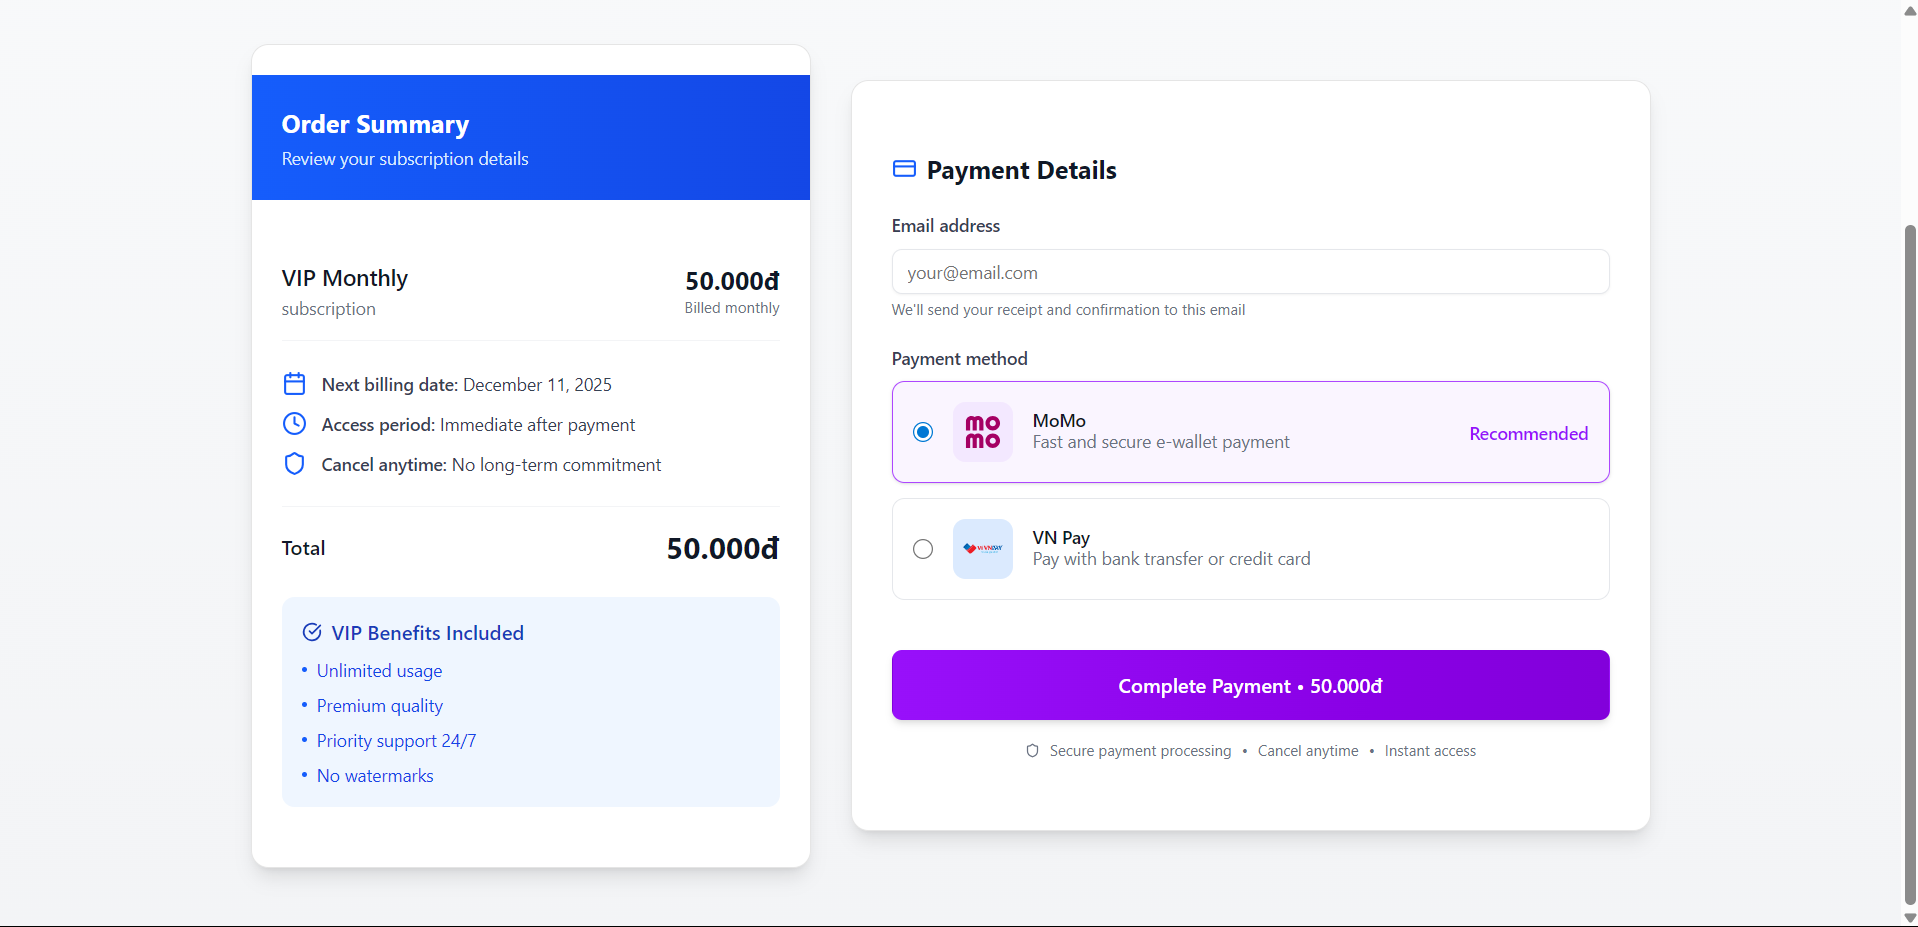 Order Summary
Review your subscription details
VIP Monthly
subscription
50.000đ
Billed monthly
Next billing date: December 11, 2025
Access period: Immediate after payment
Cancel anytime: No long-term commitment
Total
50.000đ
VIP Benefits Included
• Unlimited usage
• Premium quality
• Priority support 24/7
• No watermarks
Payment Details
Email address
your@email.com
We'll send your receipt and confirmation to this email
Payment method
mo
mo
MoMo
Fast and secure e-wallet payment
Recommended
VN Pay
Pay with bank transfer or credit card
Complete Payment • 50.000đ
Secure payment processing • Cancel anytime • Instant access